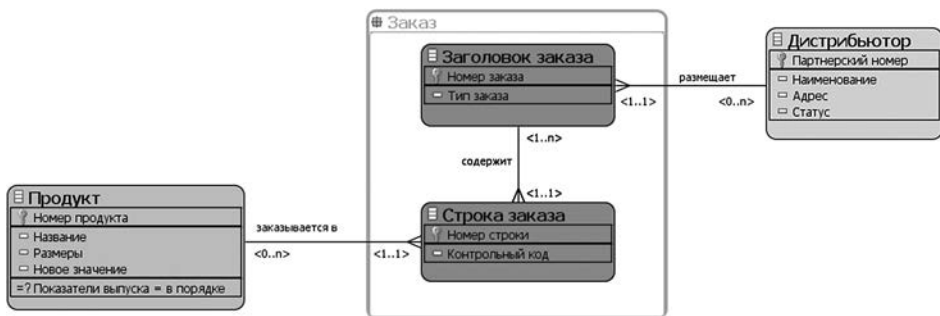 Заказ
Заголовок заказа
Номер заказа
Тип заказа
Дистрибьютор
Партнерский номер
Наименование
Адрес
Статус
размещает
<1..1>
<0..n>
<1..n>
содержит
<1..1>
Продукт
Номер продукта
Название
Размеры
Новое значение
=? Показатели выпуска = в порядке
заказывается в
<0..n>
<1..1>
Строка заказа
Номер строки
Контрольный код